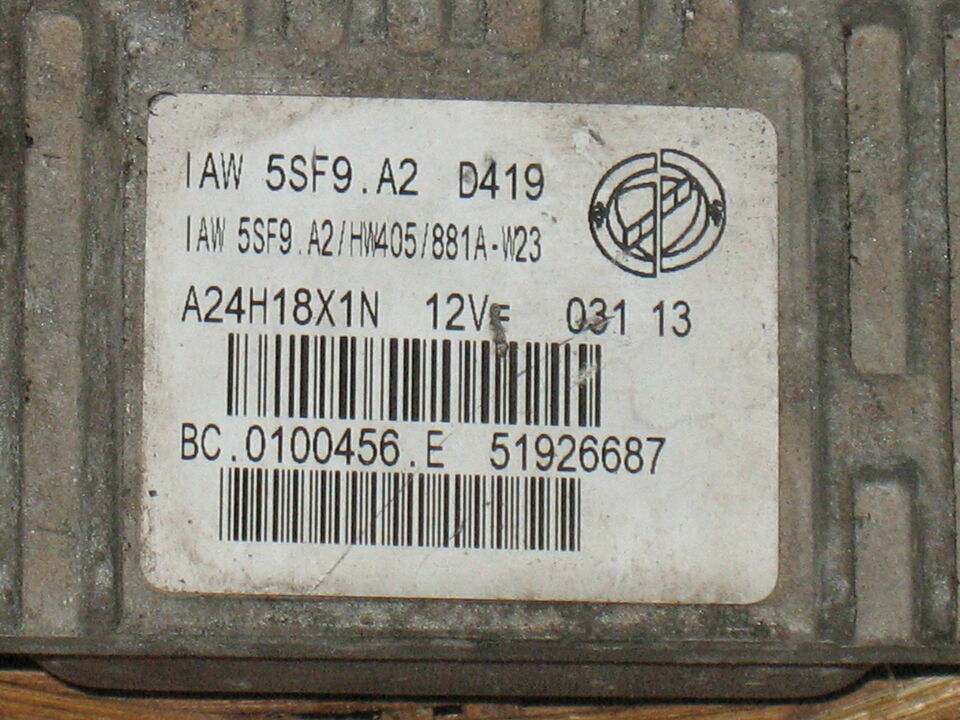 IAW 5SF9.A2 D419
IAW 5SF9.A2/HW405/881A-W23
A24H18X1N 12V 031 13
BC.0100456.E 51926687